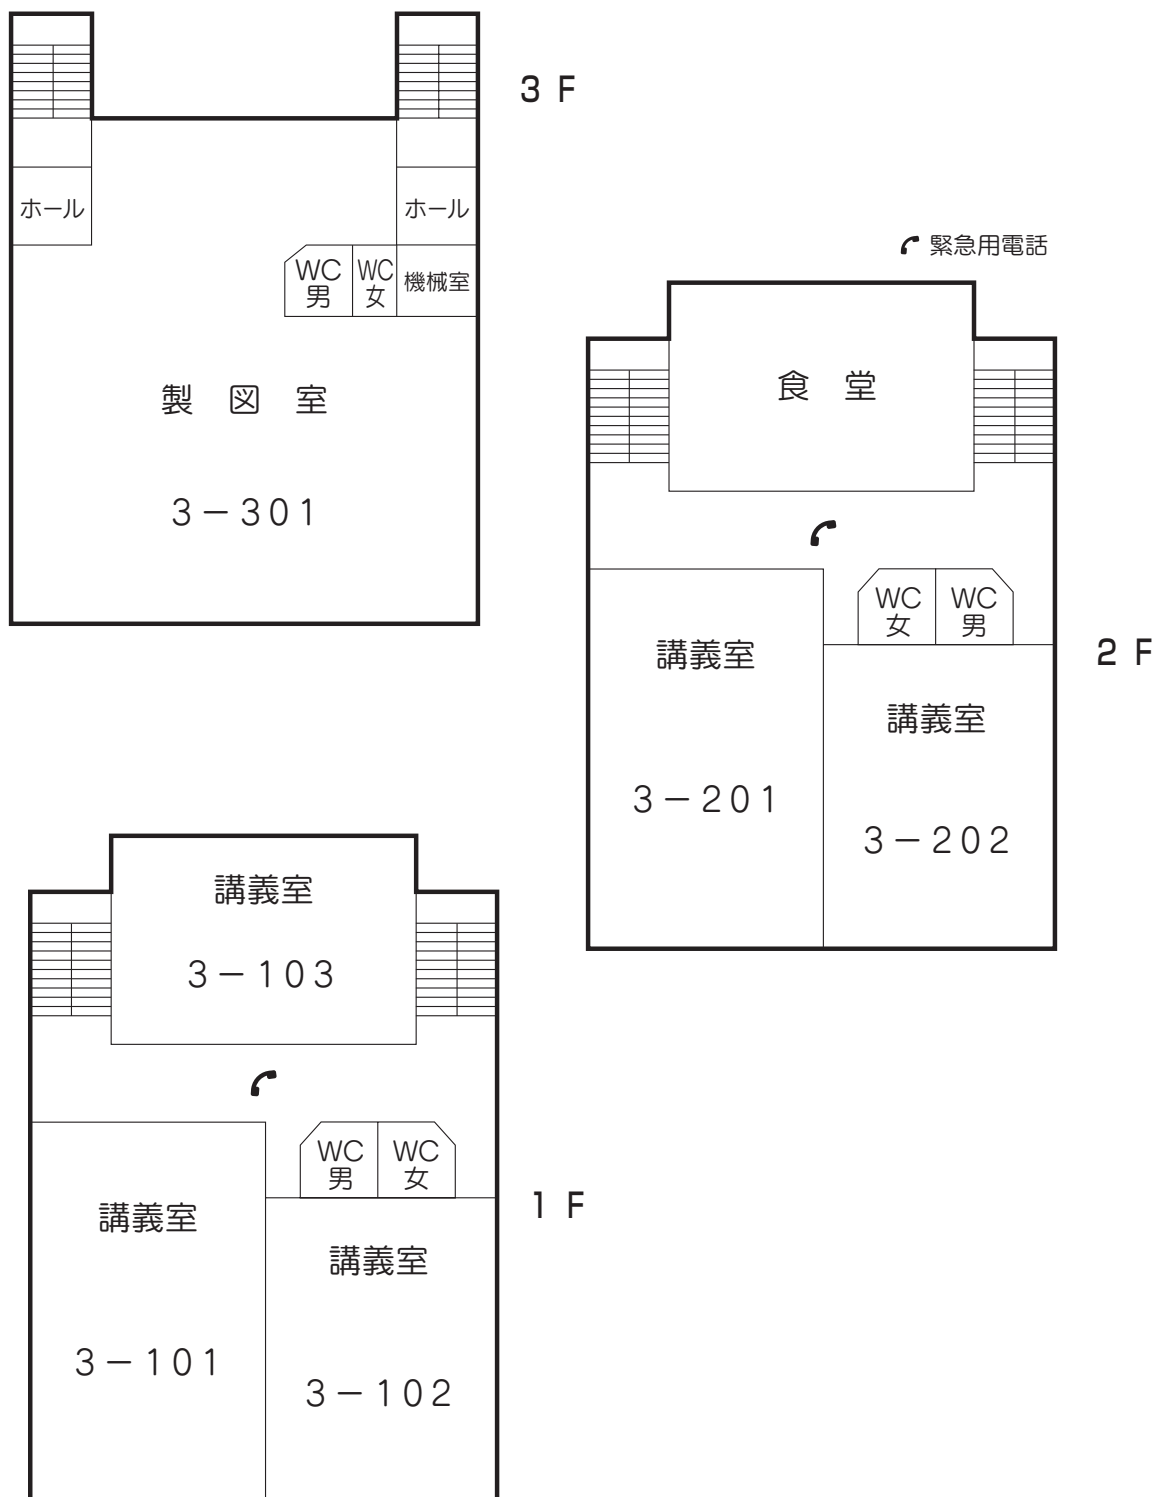 3 F
ホール
ホール
WC
男
WC
女
機械室
製 図 室
3-301
緊急用電話
食 堂
WC
女
WC
男
講義室
3-201
講義室
3-202
2 F
講義室
3-103
WC
男
WC
女
講義室
3-101
講義室
3-102
1 F